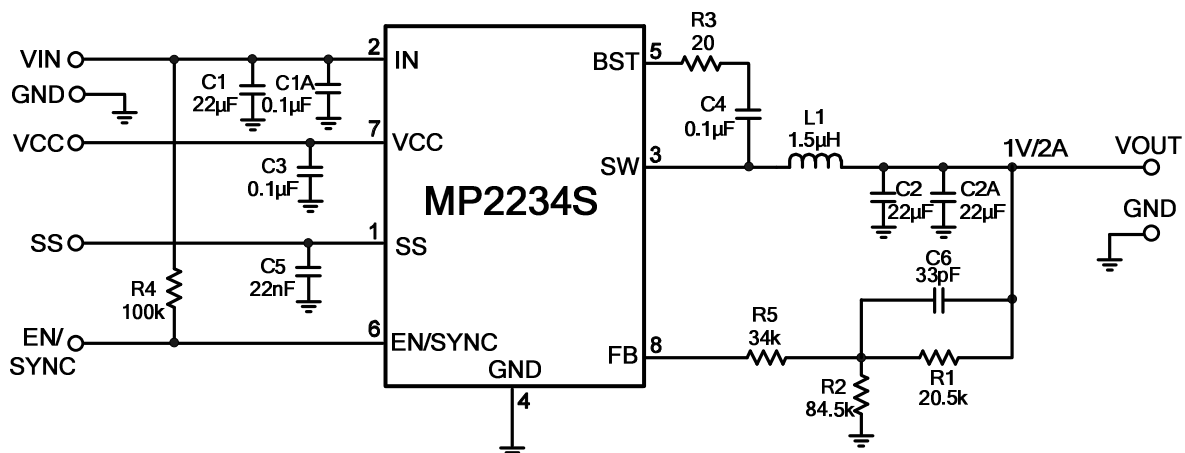 VIN
GND
VCC
SS
EN/
SYNC
R4
100k
C1
22µF
C1A
0.1µF
C3
0.1µF
C5
22nF
2
7
1
6
IN
VCC
SS
EN/SYNC
GND
4
MP2234S
BST
SW
FB
5
3
8
R3
20
C4
0.1µF
L1
1.5µH
C2
22µF
C2A
22µF
1V/2A
VOUT
GND
C6
33pF
R5
34k
R2
84.5k
R1
20.5k